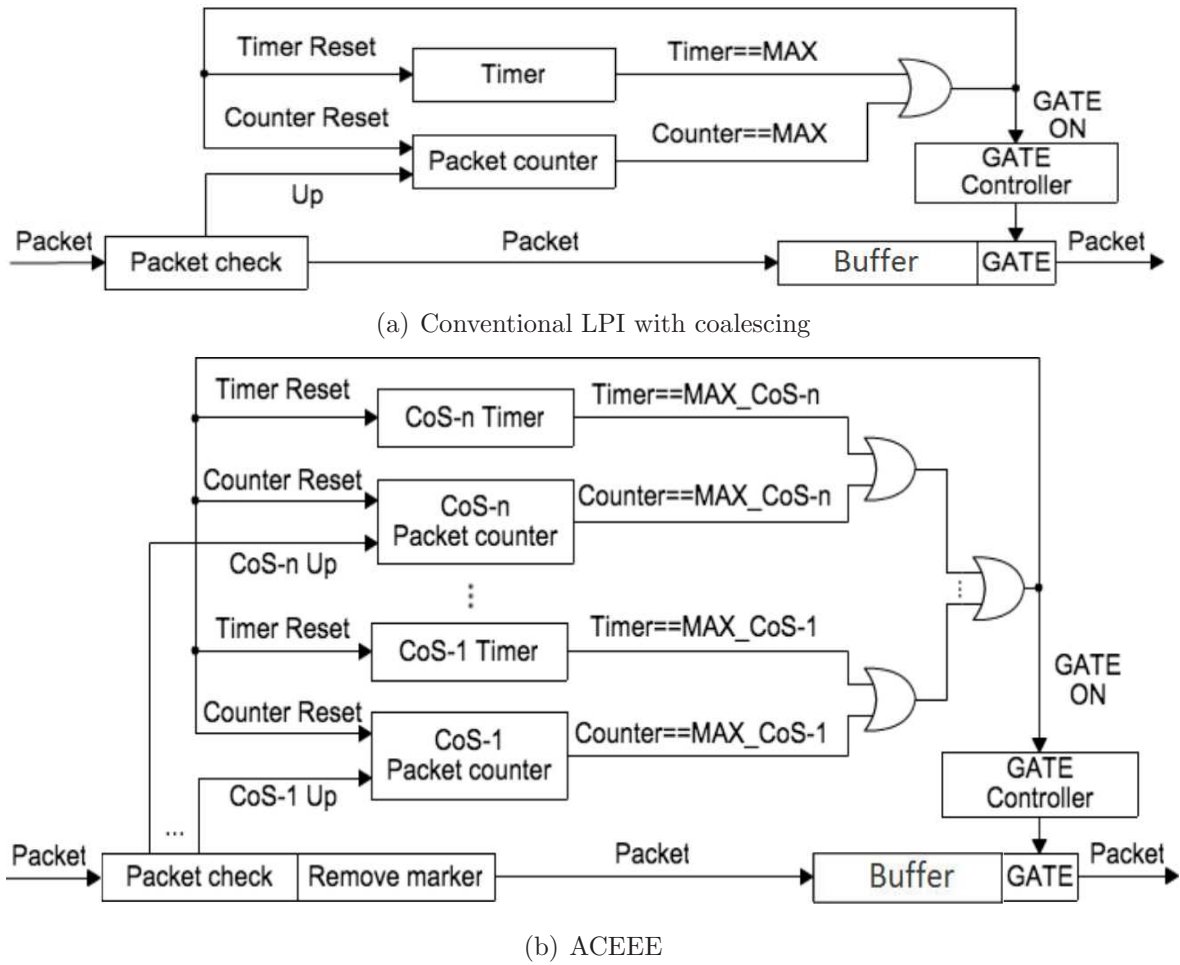 Timer Reset
Timer
Timer==MAX
Counter Reset
Packet counter
Counter==MAX
GATE
ON
Up
GATE
Controller
Packet
Packet check
Packet
Buffer
GATE
Packet
(a) Conventional LPI with coalescing
Timer Reset
CoS-n Timer
Timer==MAX_CoS-n
Counter Reset
CoS-n
Packet counter
Counter==MAX_CoS-n
CoS-n Up
Timer Reset
CoS-1 Timer
Timer==MAX_CoS-1
Counter Reset
CoS-1
Packet counter
Counter==MAX_CoS-1
GATE
ON
CoS-1 Up
GATE
Controller
...
Packet
Packet check
Remove marker
Packet
Buffer
GATE
Packet
(b) ACEEE